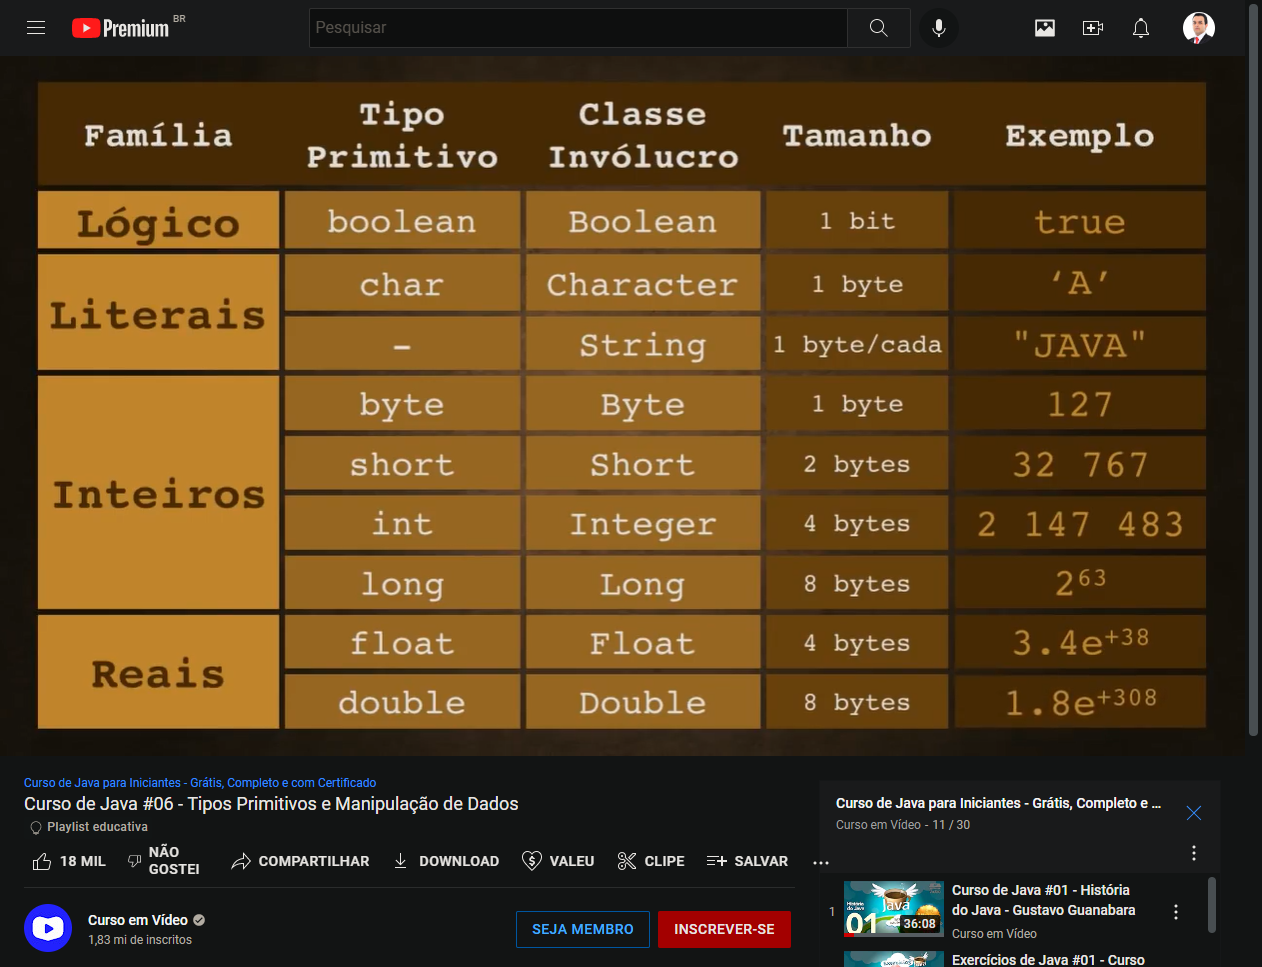 Premium BR
Pesquisar
Família
Tipo Primitivo
Classe Invólucro
Tamanho
Exemplo
Lógico
boolean
Boolean
1 bit
true
Literais
char
Character
1 byte
‘A’
-
String
1 byte/cada
"JAVA"
Inteiros
byte
Byte
1 byte
127
short
Short
2 bytes
32 767
int
Integer
4 bytes
2 147 483
long
Long
8 bytes
2⁶³
Reais
float
Float
4 bytes
3.4e⁺³⁸
double
Double
8 bytes
1.8e⁺³⁰⁸
Curso de Java para Iniciantes - Grátis, Completo e com Certificado
Curso de Java #06 - Tipos Primitivos e Manipulação de Dados
Playlist educativa
18 MIL
NÃO GOSTEI
COMPARTILHAR
DOWNLOAD
VALEU
CLIPE
SALVAR
Curso em Vídeo
1,83 mi de inscritos
SEJA MEMBRO
INSCREVER-SE
Curso de Java para Iniciantes - Grátis, Completo e ...
Curso em Vídeo - 11 / 30
1
História do Java
01
Java
36:08
Curso de Java #01 - História
do Java - Gustavo Guanabara
Curso em Vídeo
Exercícios de Java #01 - Curso